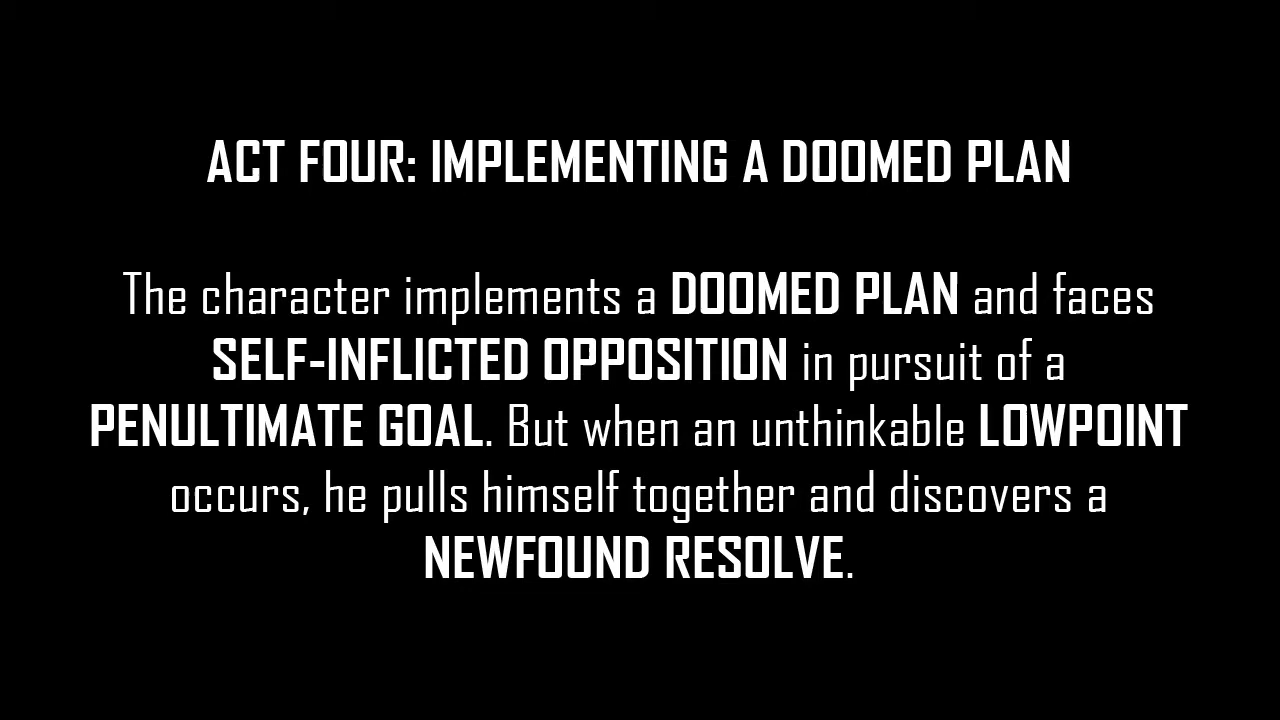 ACT FOUR: IMPLEMENTING A DOOMED PLAN
The character implements a DOOMED PLAN and faces
SELF-INFLICTED OPPOSITION in pursuit of a
PENULTIMATE GOAL. But when an unthinkable LOWPOINT
occurs, he pulls himself together and discovers a
NEWFOUND RESOLVE.